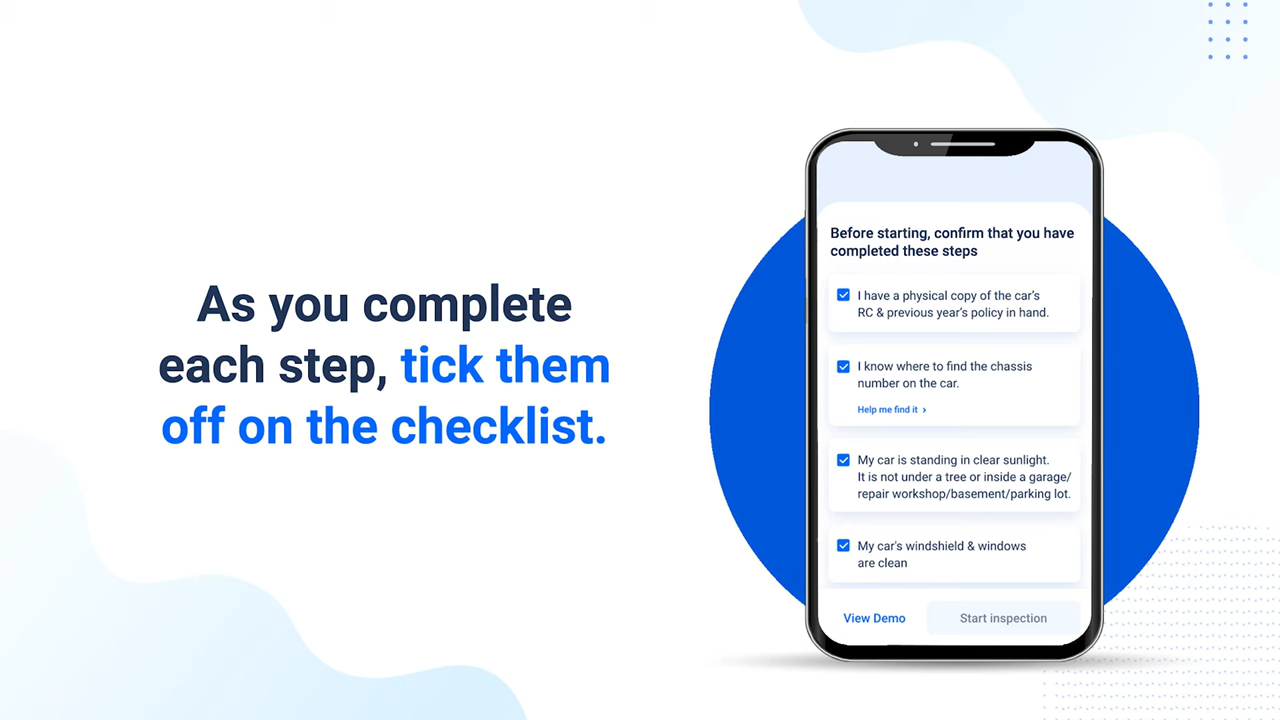 As you complete
each step, tick them
off on the checklist.
Before starting, confirm that you have
completed these steps
I have a physical copy of the car's
RC & previous year's policy in hand.
I know where to find the chassis
number on the car.
Help me find it ›
My car is standing in clear sunlight.
It is not under a tree or inside a garage/
repair workshop/basement/parking lot.
My car's windshield & windows
are clean
View Demo
Start inspection